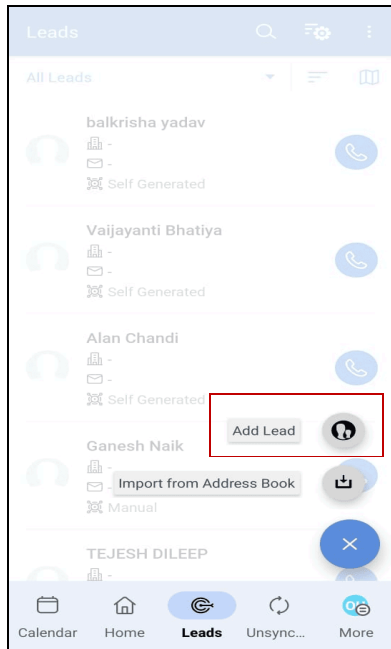 Leads
All Leads
balkrisha yadav
-
-
Self Generated
Vaijayanti Bhatiya
-
-
Self Generated
Alan Chandi
-
-
Self Generated
Add Lead
Ganesh Naik
-
-
Import from Address Book
Manual
TEJESH DILEEP
-
Calendar
Home
Leads
Unsync...
More